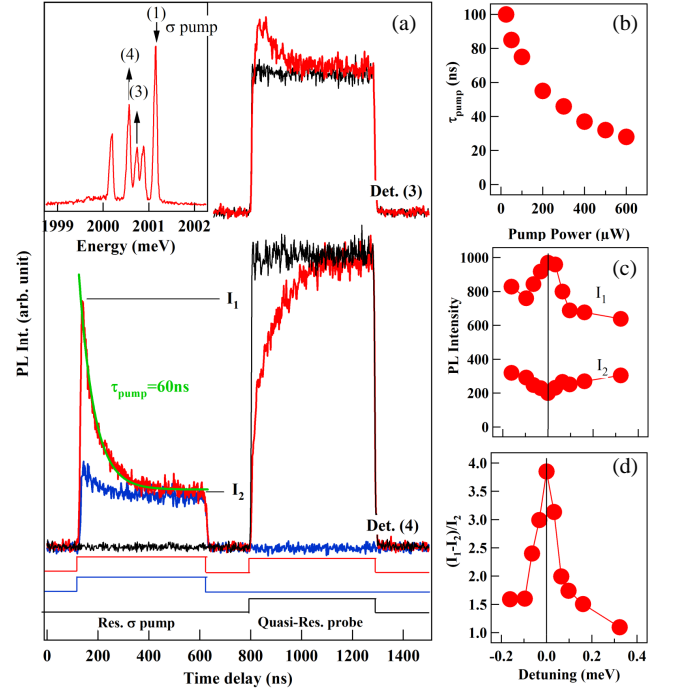 (1)
σ pump
(4)
(3)
1999 2000 2001 2002
Energy (meV)
(a)
Det. (3)
PL Int. (arb. unit)
I1
τpump=60ns
I2
Det. (4)
Res. σ pump
Quasi-Res. probe
0 200 400 600 800 1000 1200 1400
Time delay (ns)
(b)
100
80
60
40
20
0
τpump (ns)
0 200 400 600
Pump Power (µW)
(c)
1000
800
600
400
200
0
PL Intensity
I1
I2
(d)
4.0
3.5
3.0
2.5
2.0
1.5
1.0
(I1-I2)/I2
-0.2 0.0 0.2 0.4
Detuning (meV)